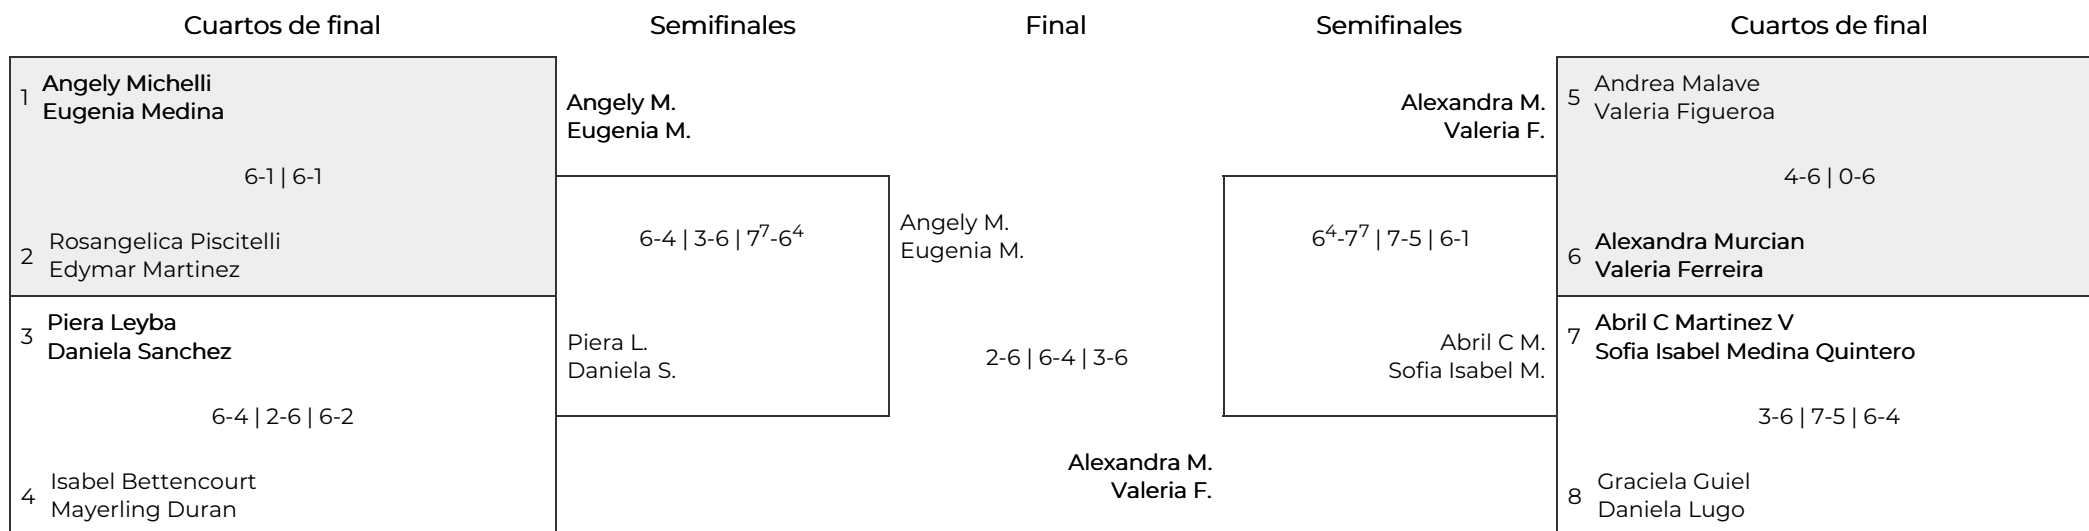 Cuartos de final
Semifinales
Final
Semifinales
Cuartos de final
1
Angely Michelli
Eugenia Medina
6-1 | 6-1
2
Rosangelica Piscitelli
Edymar Martinez
3
Piera Leyba
Daniela Sanchez
6-4 | 2-6 | 6-2
4
Isabel Bettencourt
Mayerling Duran
Angely M.
Eugenia M.
6-4 | 3-6 | 7⁷-6⁴
Piera L.
Daniela S.
Angely M.
Eugenia M.
2-6 | 6-4 | 3-6
Alexandra M.
Valeria F.
Alexandra M.
Valeria F.
6⁴-7⁷ | 7-5 | 6-1
Abril C M.
Sofia Isabel M.
5
Andrea Malave
Valeria Figueroa
4-6 | 0-6
6
Alexandra Murcian
Valeria Ferreira
7
Abril C Martinez V
Sofia Isabel Medina Quintero
3-6 | 7-5 | 6-4
8
Graciela Guiel
Daniela Lugo